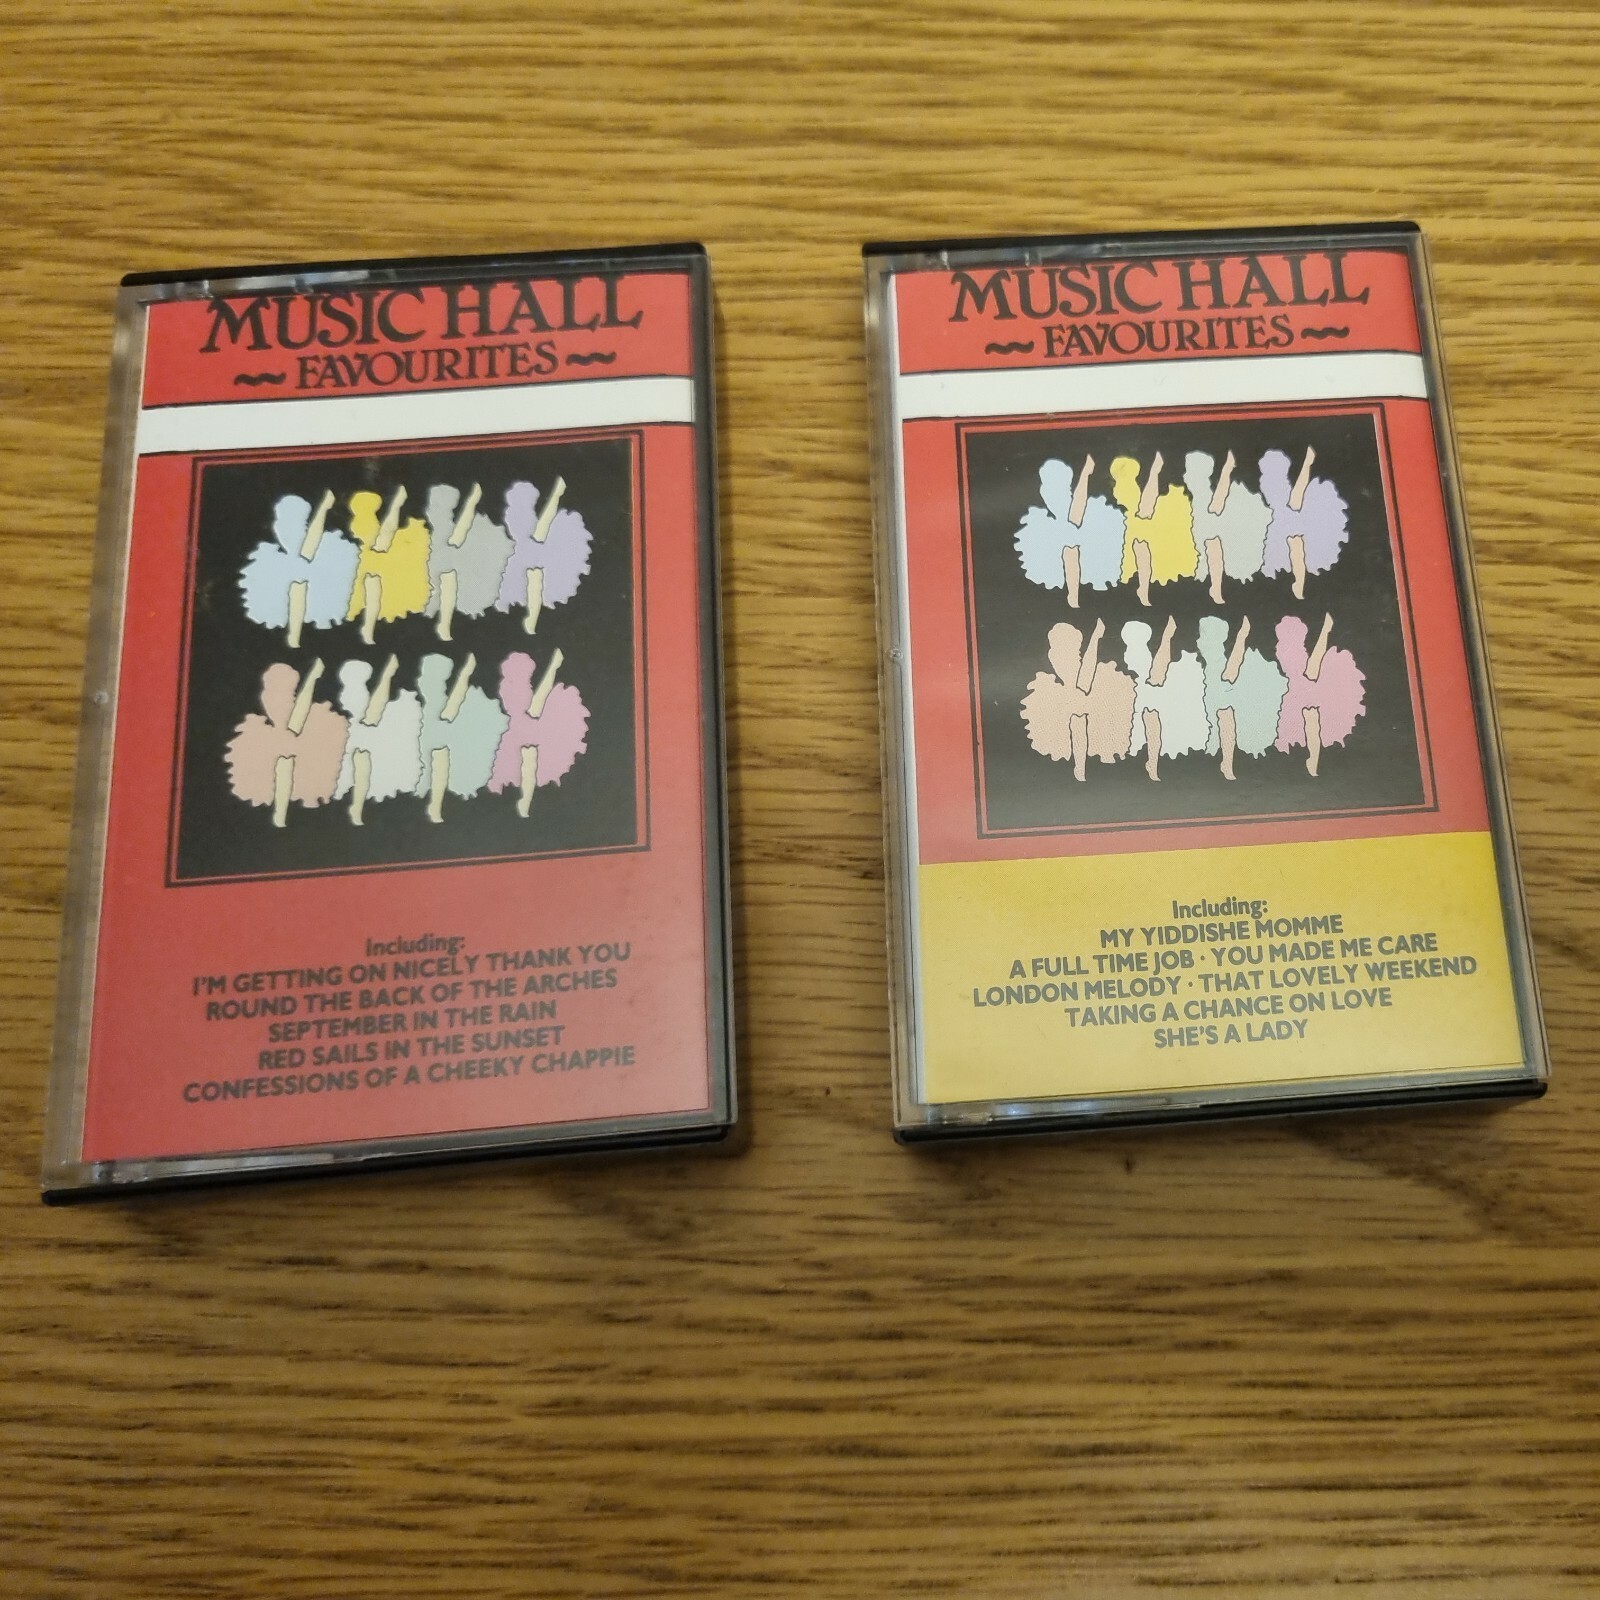 MUSIC HALL
~ FAVOURITES ~
Including:
I'M GETTING ON NICELY THANK YOU
ROUND THE BACK OF THE ARCHES
SEPTEMBER IN THE RAIN
RED SAILS IN THE SUNSET
CONFESSIONS OF A CHEEKY CHAPPIE
MUSIC HALL
~ FAVOURITES ~
Including:
MY YIDDISHE MOMME
A FULL TIME JOB · YOU MADE ME CARE
LONDON MELODY · THAT LOVELY WEEKEND
TAKING A CHANCE ON LOVE
SHE'S A LADY